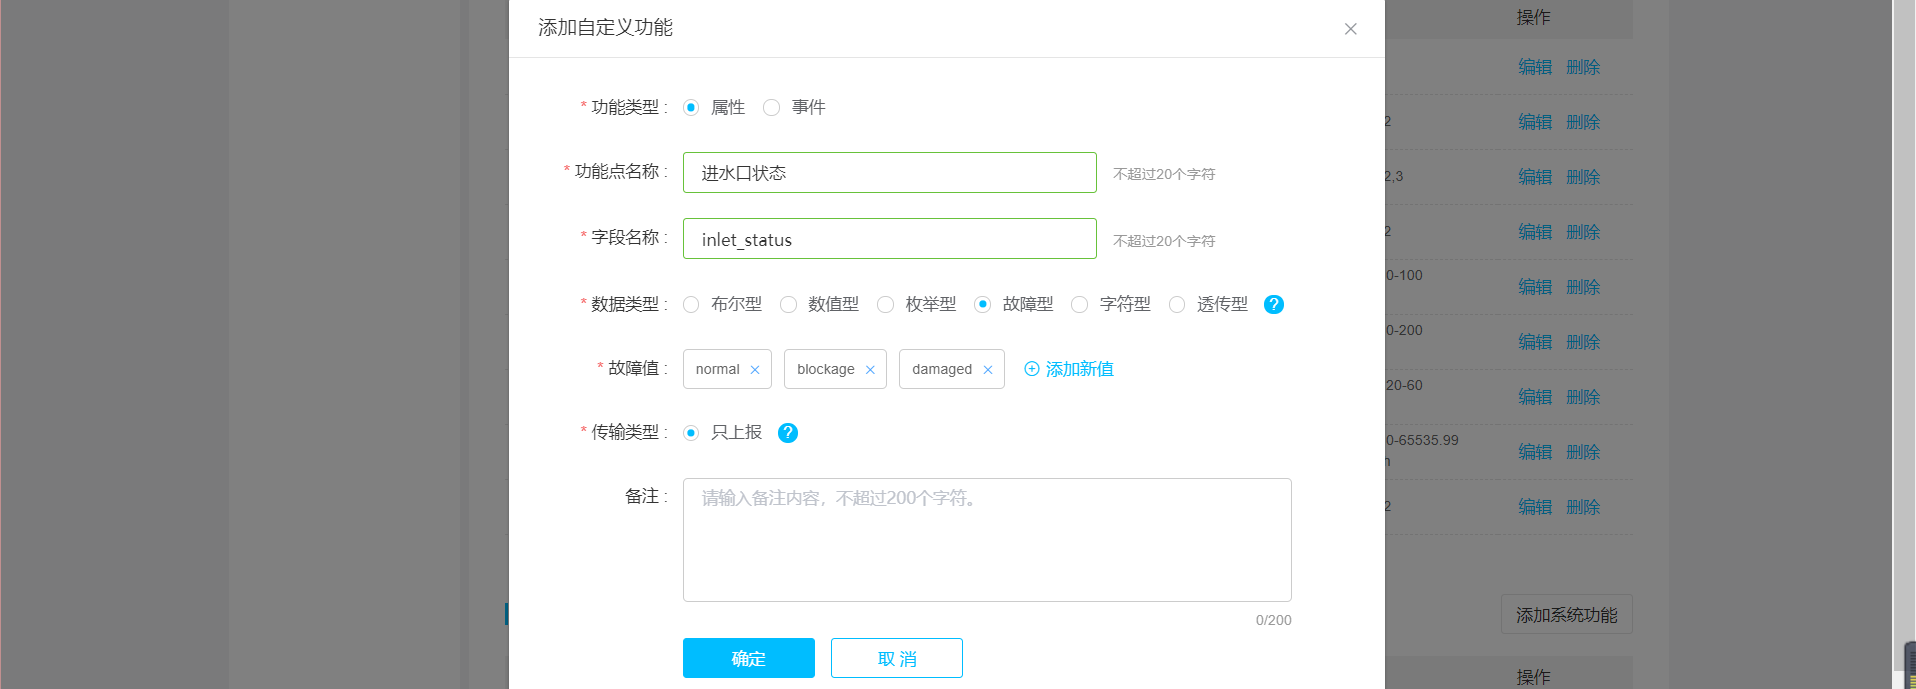 添加自定义功能
操作
编辑 删除
* 功能类型 : 属性 事件
2 编辑 删除
* 功能点名称 : 进水口状态 不超过20个字符
2,3 编辑 删除
* 字段名称 : inlet_status 不超过20个字符
2 编辑 删除
0-100 编辑 删除
* 数据类型 : 布尔型 数值型 枚举型 故障型 字符型 透传型 ?
0-200 编辑 删除
* 故障值 : normal × blockage × damaged × 添加新值
20-60 编辑 删除
* 传输类型 : 只上报 ?
0-65535.99
编辑 删除
备注 : 请输入备注内容，不超过200个字符。
2 编辑 删除
0/200
添加系统功能
确定 取消
操作